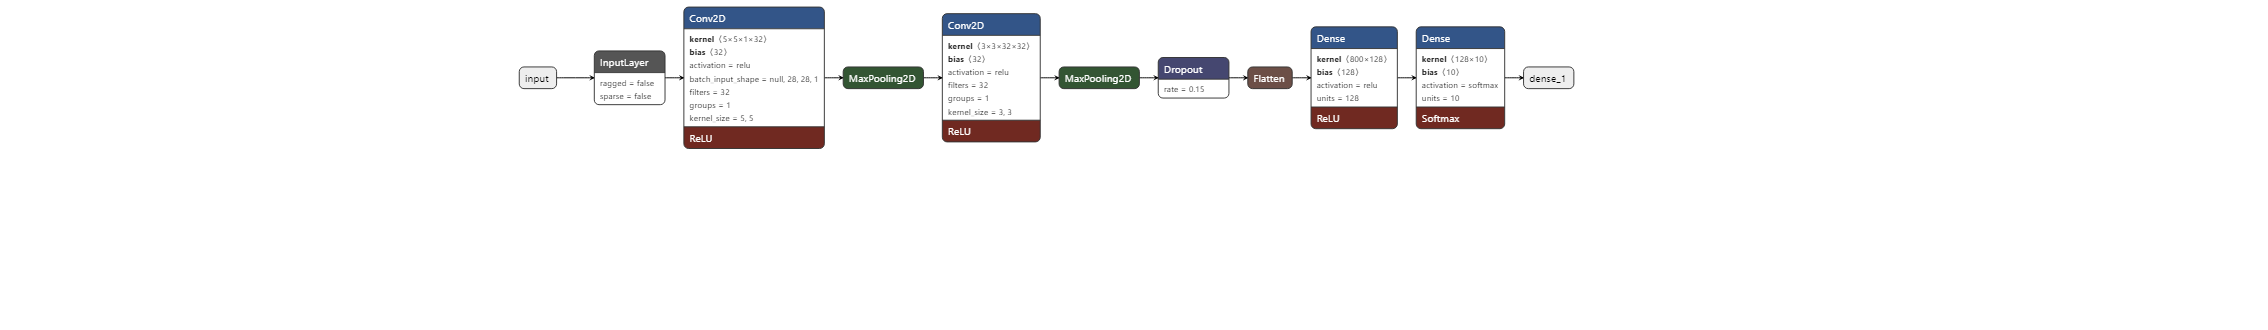 input
InputLayer
ragged = false
sparse = false
Conv2D
kernel ⟨5×5×1×32⟩
bias ⟨32⟩
activation = relu
batch_input_shape = null, 28, 28, 1
filters = 32
groups = 1
kernel_size = 5, 5
ReLU
MaxPooling2D
Conv2D
kernel ⟨3×3×32×32⟩
bias ⟨32⟩
activation = relu
filters = 32
groups = 1
kernel_size = 3, 3
ReLU
MaxPooling2D
Dropout
rate = 0.15
Flatten
Dense
kernel ⟨800×128⟩
bias ⟨128⟩
activation = relu
units = 128
ReLU
Dense
kernel ⟨128×10⟩
bias ⟨10⟩
activation = softmax
units = 10
Softmax
dense_1